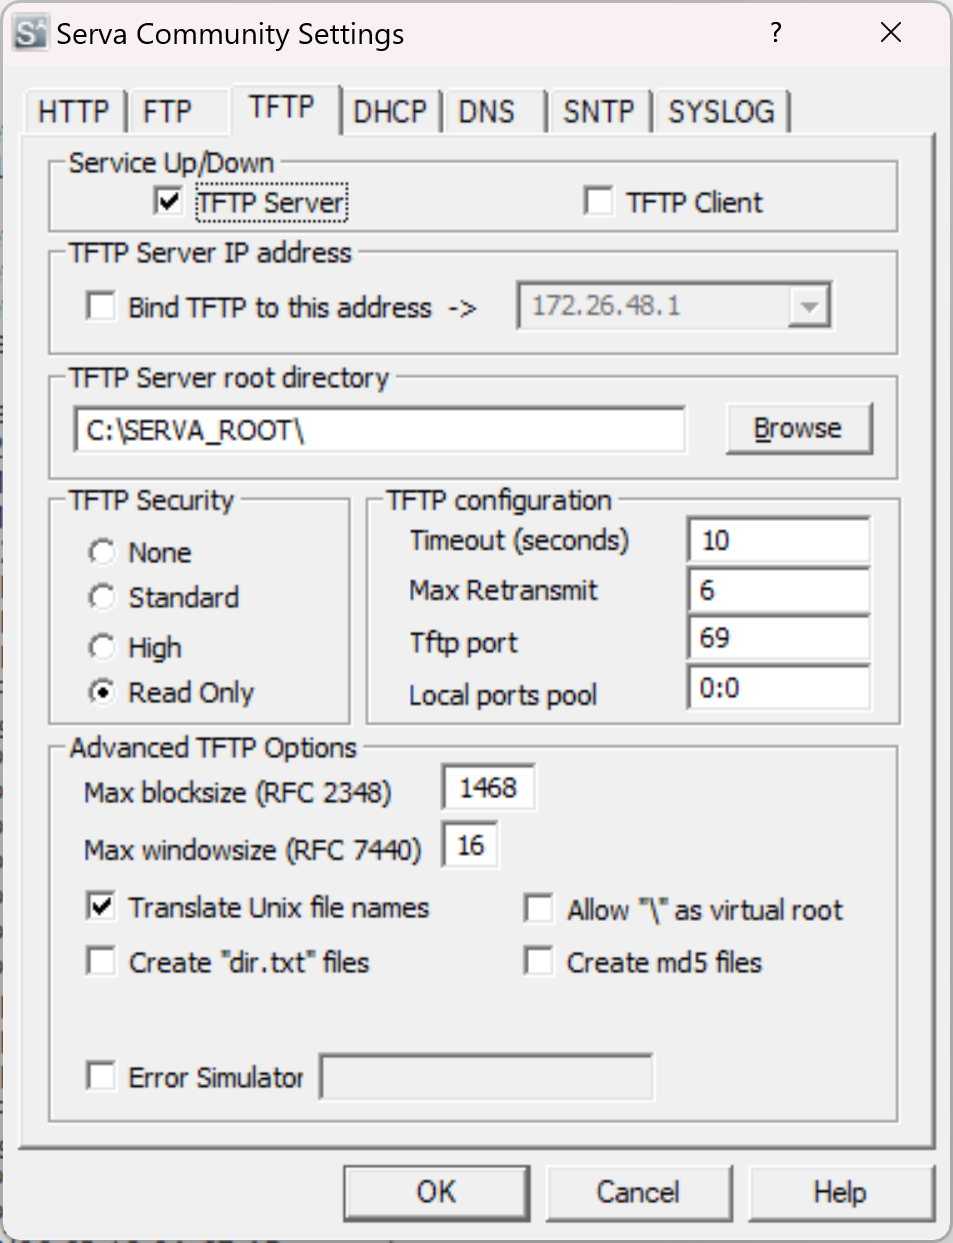 Serva Community Settings
? 
HTTP FTP TFTP DHCP DNS SNTP SYSLOG
Service Up/Down
TFTP Server TFTP Client
TFTP Server IP address
Bind TFTP to this address -> 172.26.48.1
TFTP Server root directory
C:\SERVA_ROOT\ Browse
TFTP Security
None
Standard
High
Read Only
TFTP configuration
Timeout (seconds) 10
Max Retransmit 6
Tftp port 69
Local ports pool 0:0
Advanced TFTP Options
Max blocksize (RFC 2348) 1468
Max windowsize (RFC 7440) 16
Translate Unix file names Allow "\" as virtual root
Create "dir.txt" files Create md5 files
Error Simulator
OK Cancel Help